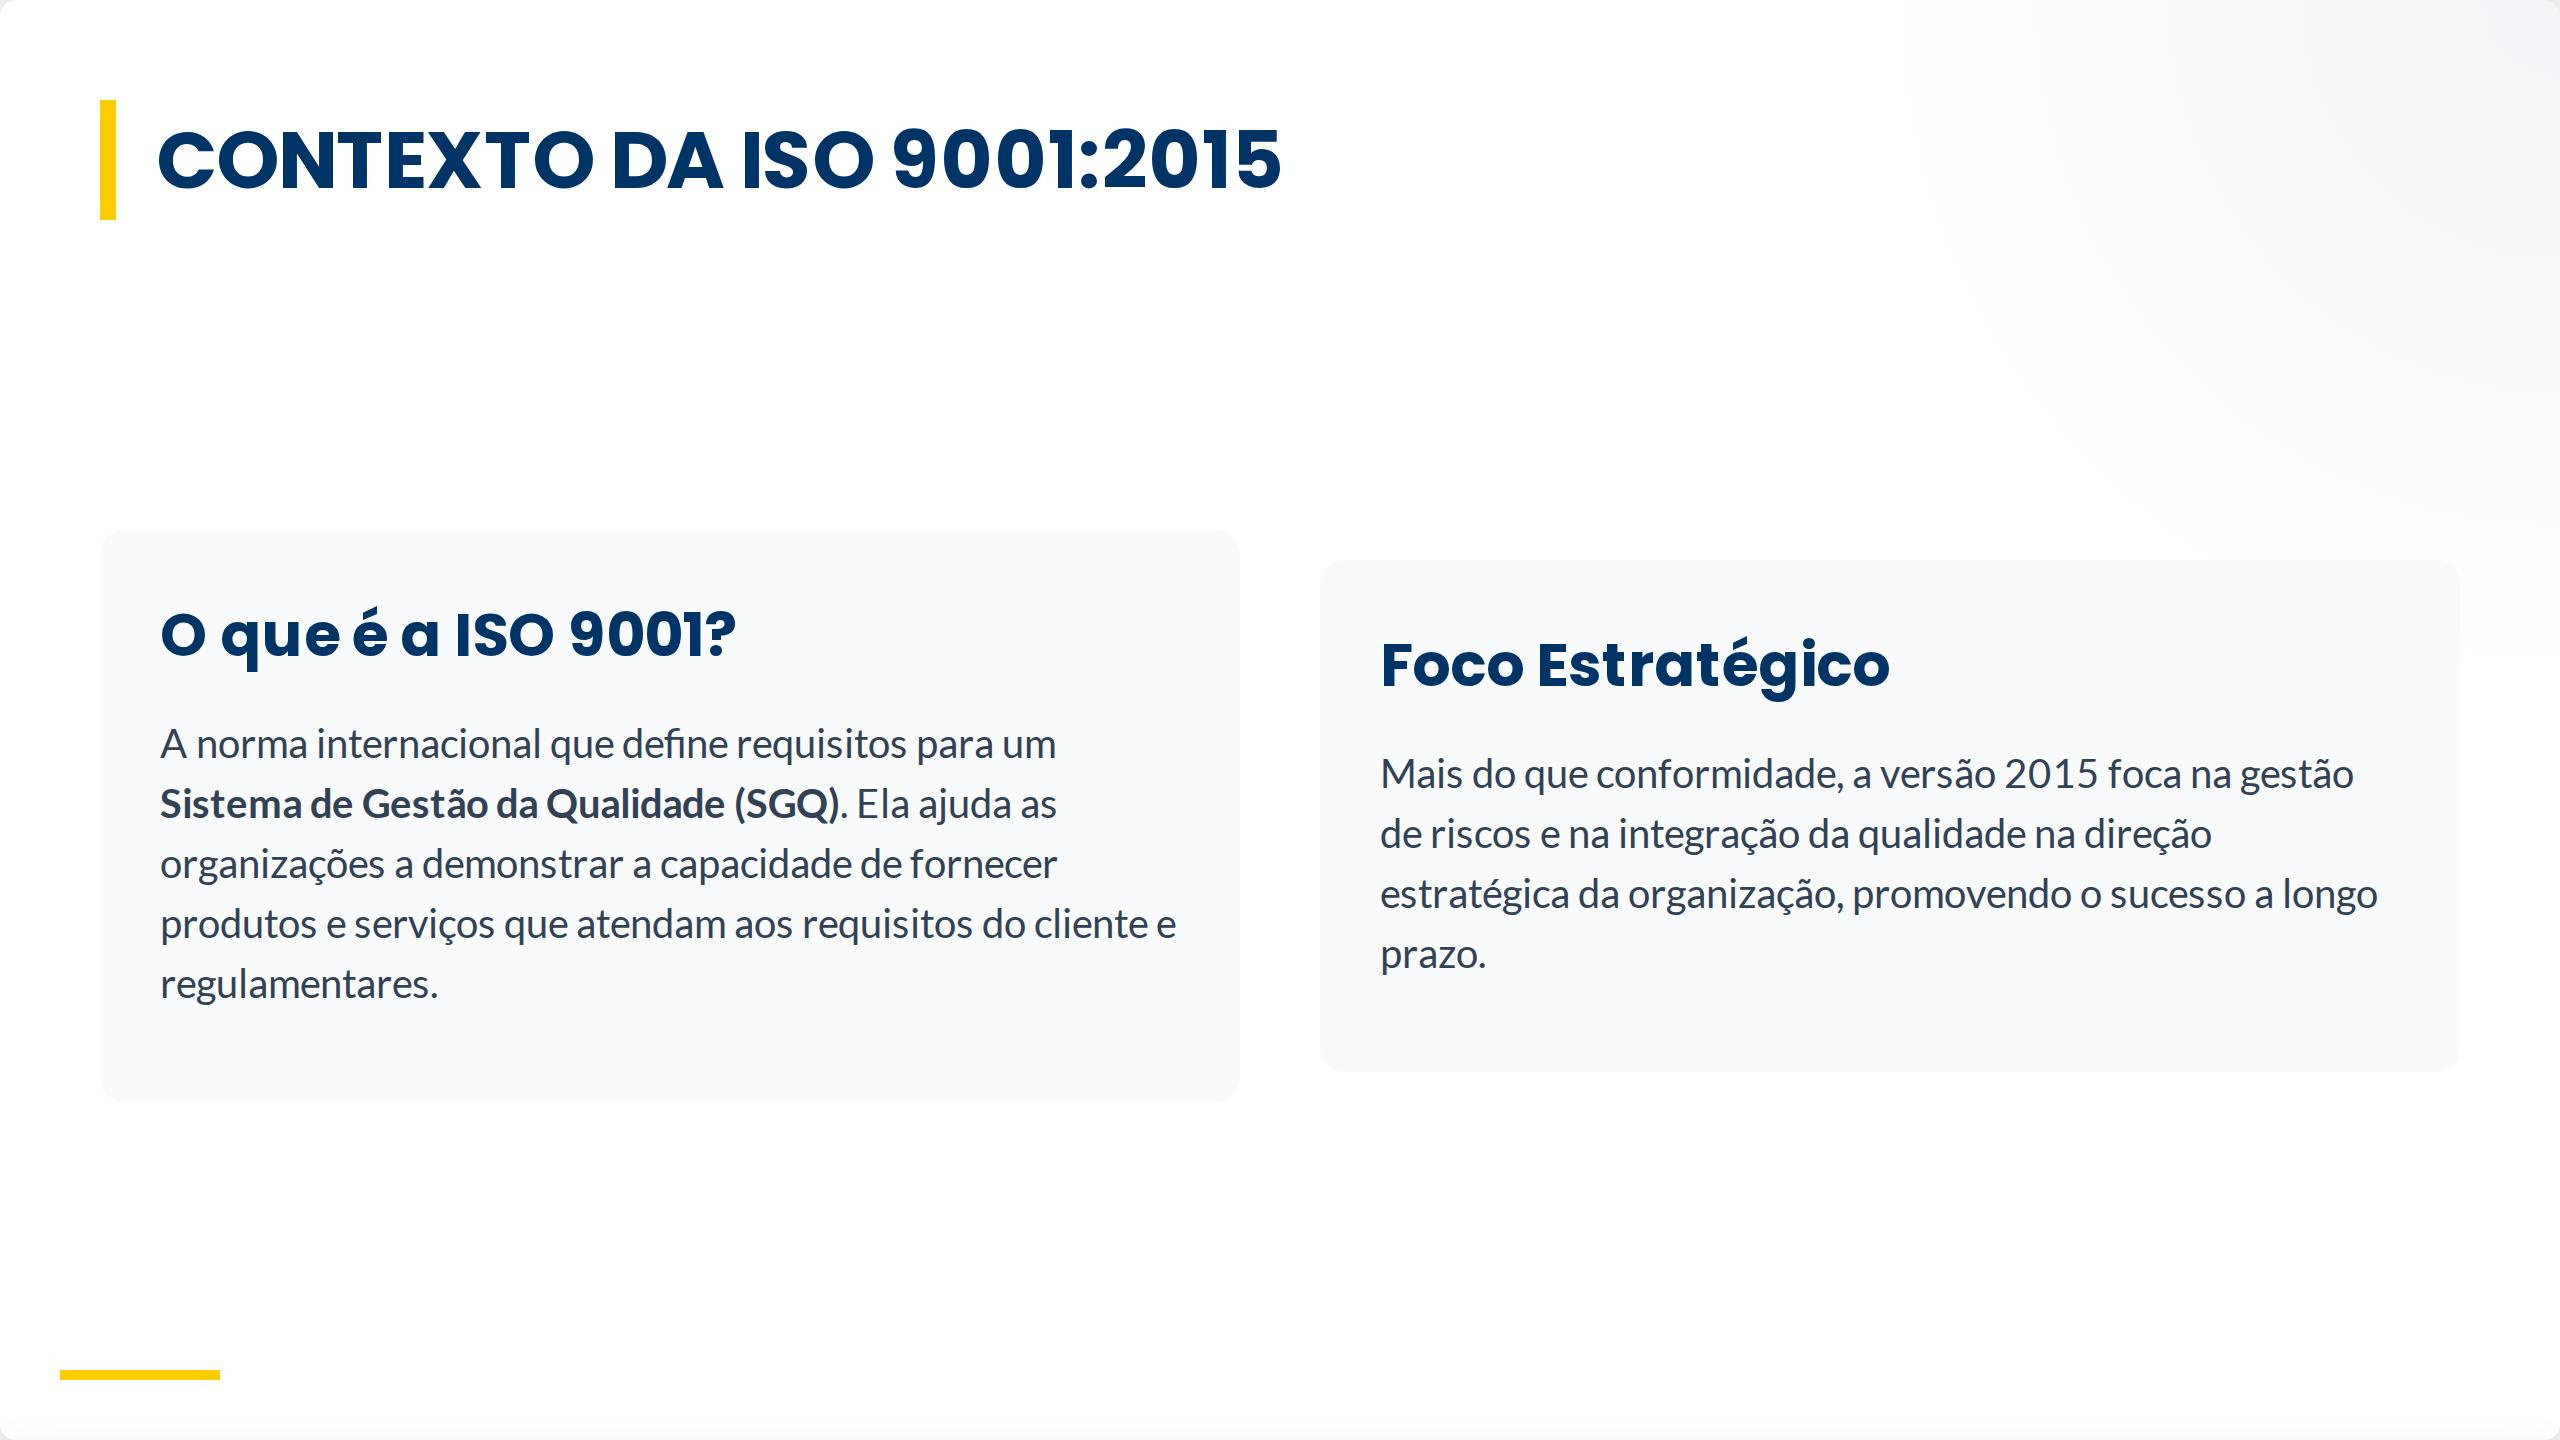 CONTEXTO DA ISO 9001:2015
O que é a ISO 9001?
A norma internacional que define requisitos para um
Sistema de Gestão da Qualidade (SGQ). Ela ajuda as
organizações a demonstrar a capacidade de fornecer
produtos e serviços que atendam aos requisitos do cliente e
regulamentares.
Foco Estratégico
Mais do que conformidade, a versão 2015 foca na gestão
de riscos e na integração da qualidade na direção
estratégica da organização, promovendo o sucesso a longo
prazo.